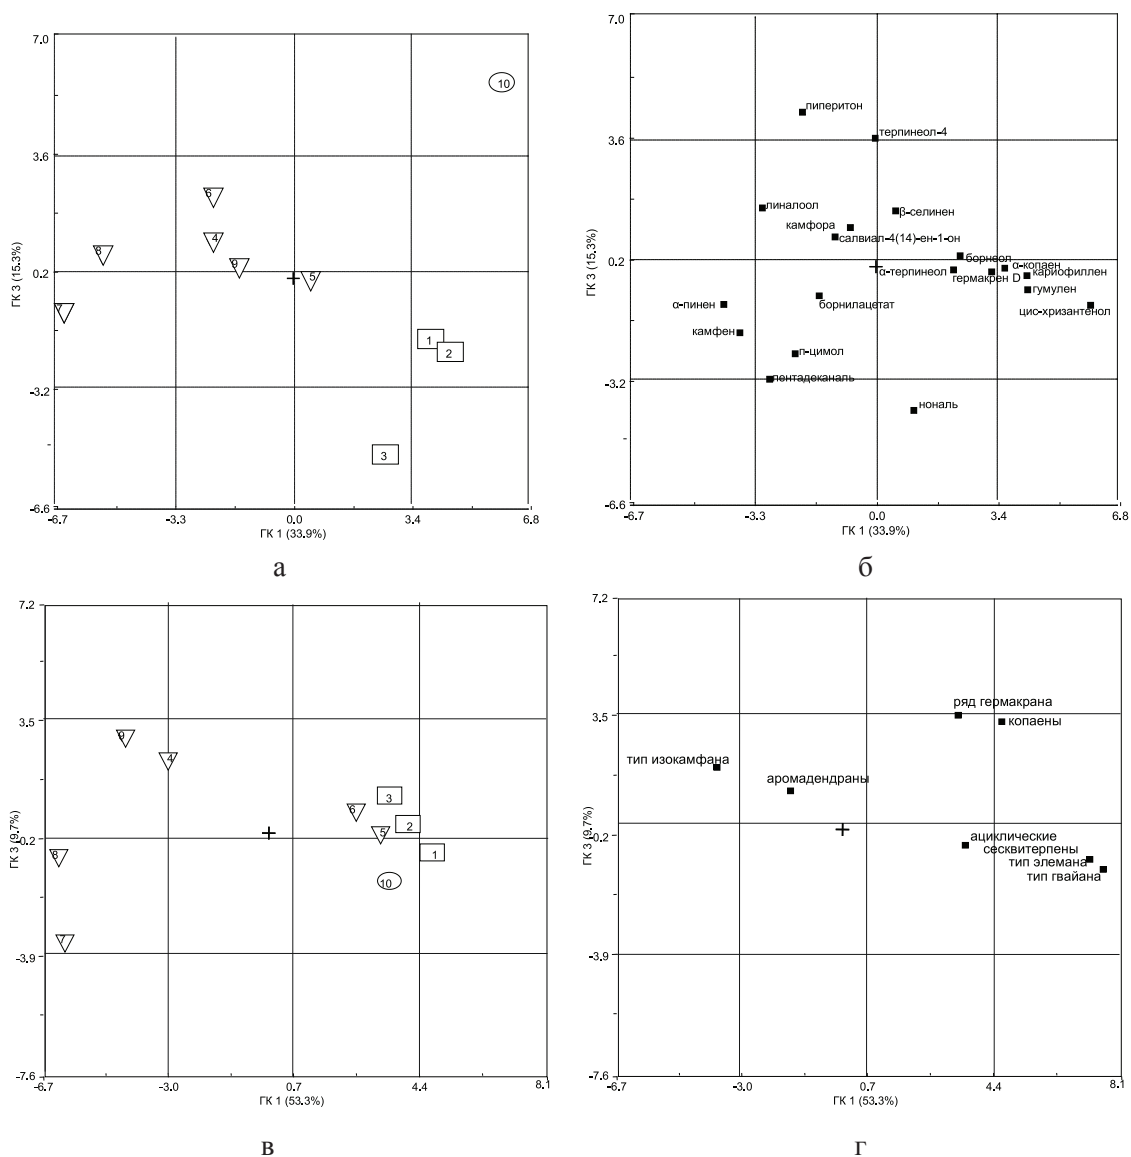 7.0
10
3.6
6
4
8
9
5
0.2
7
1
2
-3.2
3
-6.6
-6.7
-3.3
0.0
3.4
6.8
ГК 3 (15.3%)
ГК 1 (33.9%)
а
7.0
пиперитон
терпинеол-4
3.6
линалоол
β-селинен
камфора
салвиал-4(14)-ен-1-он
борнеол
α-копаен
0.2
α-терпинеол
гермакрен D
кариофиллен
гумулен
α-пинен
борнилацетат
цис-хризантенол
камфен
п-цимол
пентадеканаль
-3.2
нональ
-6.6
-6.7
-3.3
0.0
3.4
6.8
ГК 3 (15.3%)
ГК 1 (33.9%)
б
7.2
3.5
9
4
3
6
2
5
-0.2
1
8
10
7
-3.9
-7.6
-6.7
-3.0
0.7
4.4
8.1
ГК 3 (9.7%)
ГК 1 (53.3%)
в
7.2
ряд гермакрана
3.5
копаены
тип изокамфана
аромадендраны
-0.2
ациклические
сесквитерпены
тип элемана
тип гвайана
-3.9
-7.6
-6.7
-3.0
0.7
4.4
8.1
ГК 3 (9.7%)
ГК 1 (53.3%)
г